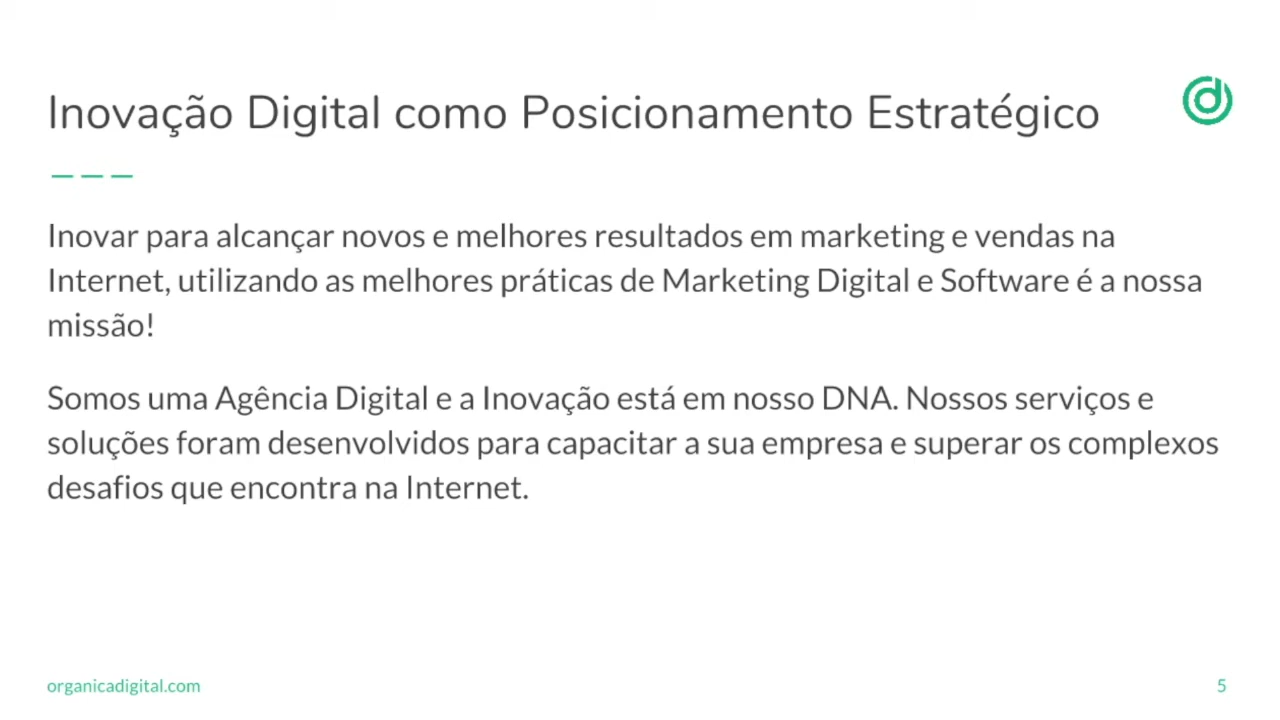 Inovação Digital como Posicionamento Estratégico
Inovar para alcançar novos e melhores resultados em marketing e vendas na
Internet, utilizando as melhores práticas de Marketing Digital e Software é a nossa
missão!
Somos uma Agência Digital e a Inovação está em nosso DNA. Nossos serviços e
soluções foram desenvolvidos para capacitar a sua empresa e superar os complexos
desafios que encontra na Internet.
organicadigital.com
5